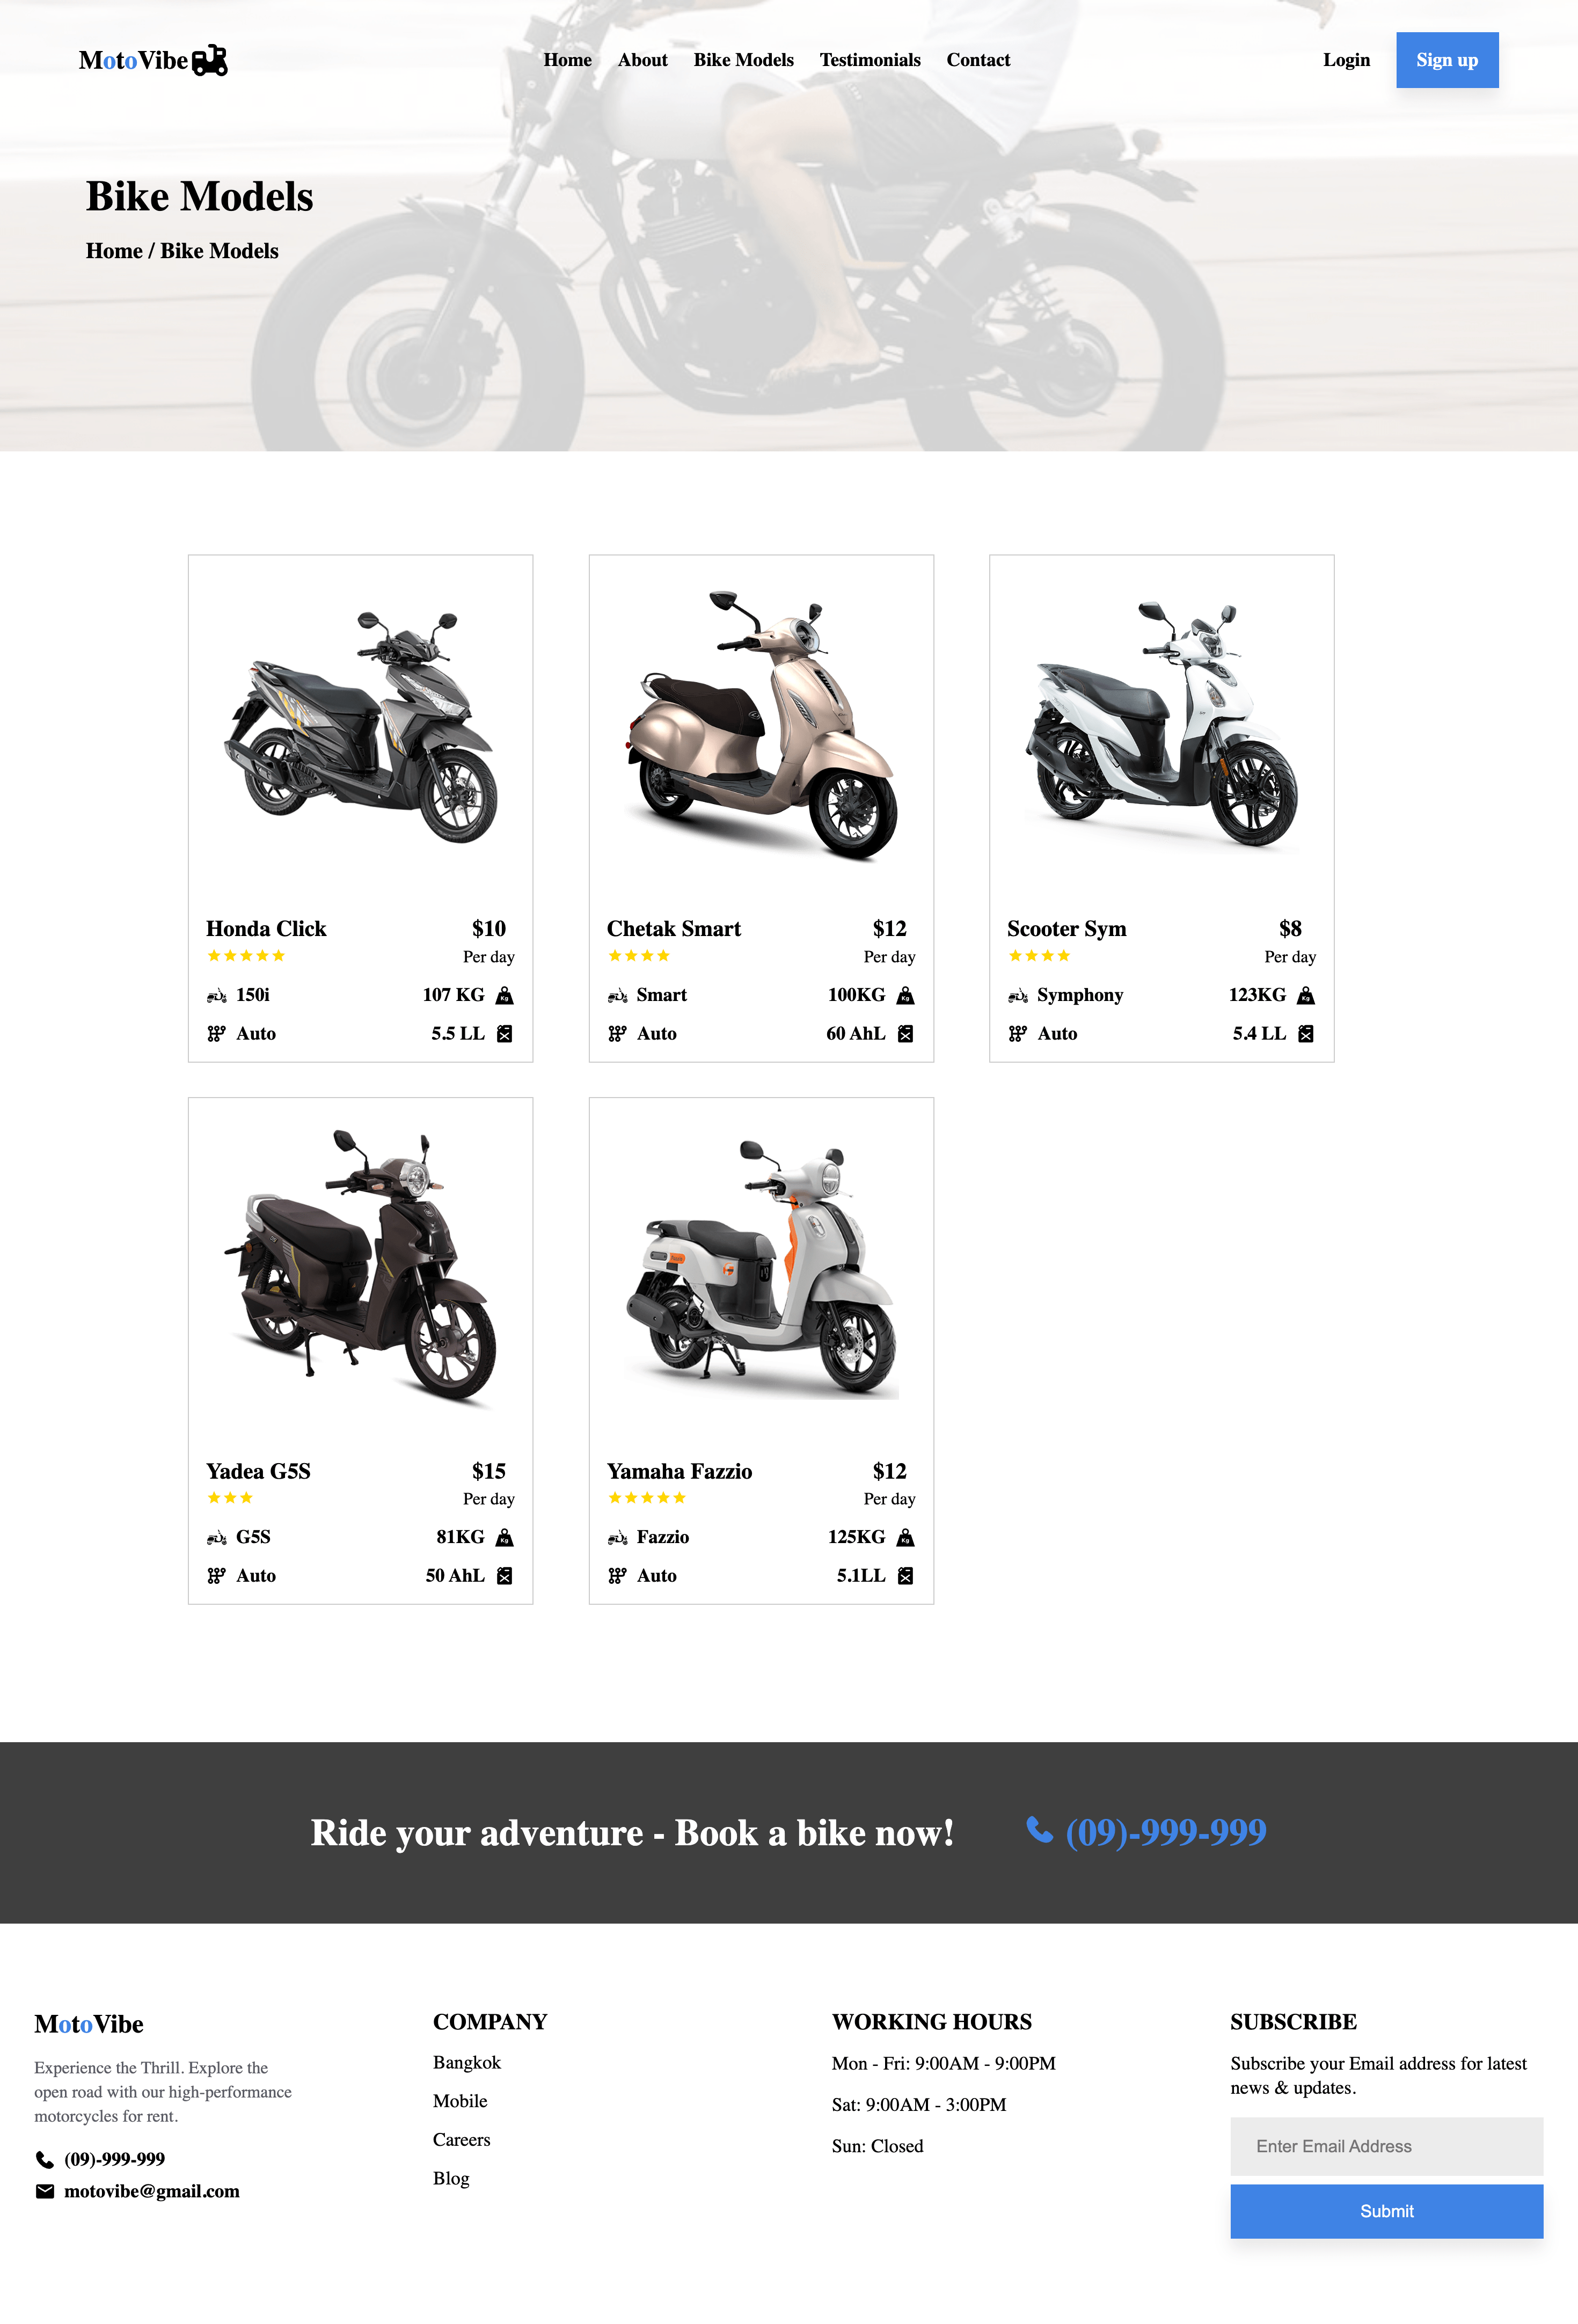 MotoVibe
Home About Bike Models Testimonials Contact
Login Sign up
Bike Models
Home / Bike Models
Honda Click $10
Per day
150i 107 KG
Auto 5.5 LL
Chetak Smart $12
Per day
Smart 100KG
Auto 60 AhL
Scooter Sym $8
Per day
Symphony 123KG
Auto 5.4 LL
Yadea G5S $15
Per day
G5S 81KG
Auto 50 AhL
Yamaha Fazzio $12
Per day
Fazzio 125KG
Auto 5.1LL
Ride your adventure - Book a bike now! (09)-999-999
MotoVibe
Experience the Thrill. Explore the
open road with our high-performance
motorcycles for rent.
(09)-999-999
motovibe@gmail.com
COMPANY
Bangkok
Mobile
Careers
Blog
WORKING HOURS
Mon - Fri: 9:00AM - 9:00PM
Sat: 9:00AM - 3:00PM
Sun: Closed
SUBSCRIBE
Subscribe your Email address for latest
news & updates.
Enter Email Address
Submit